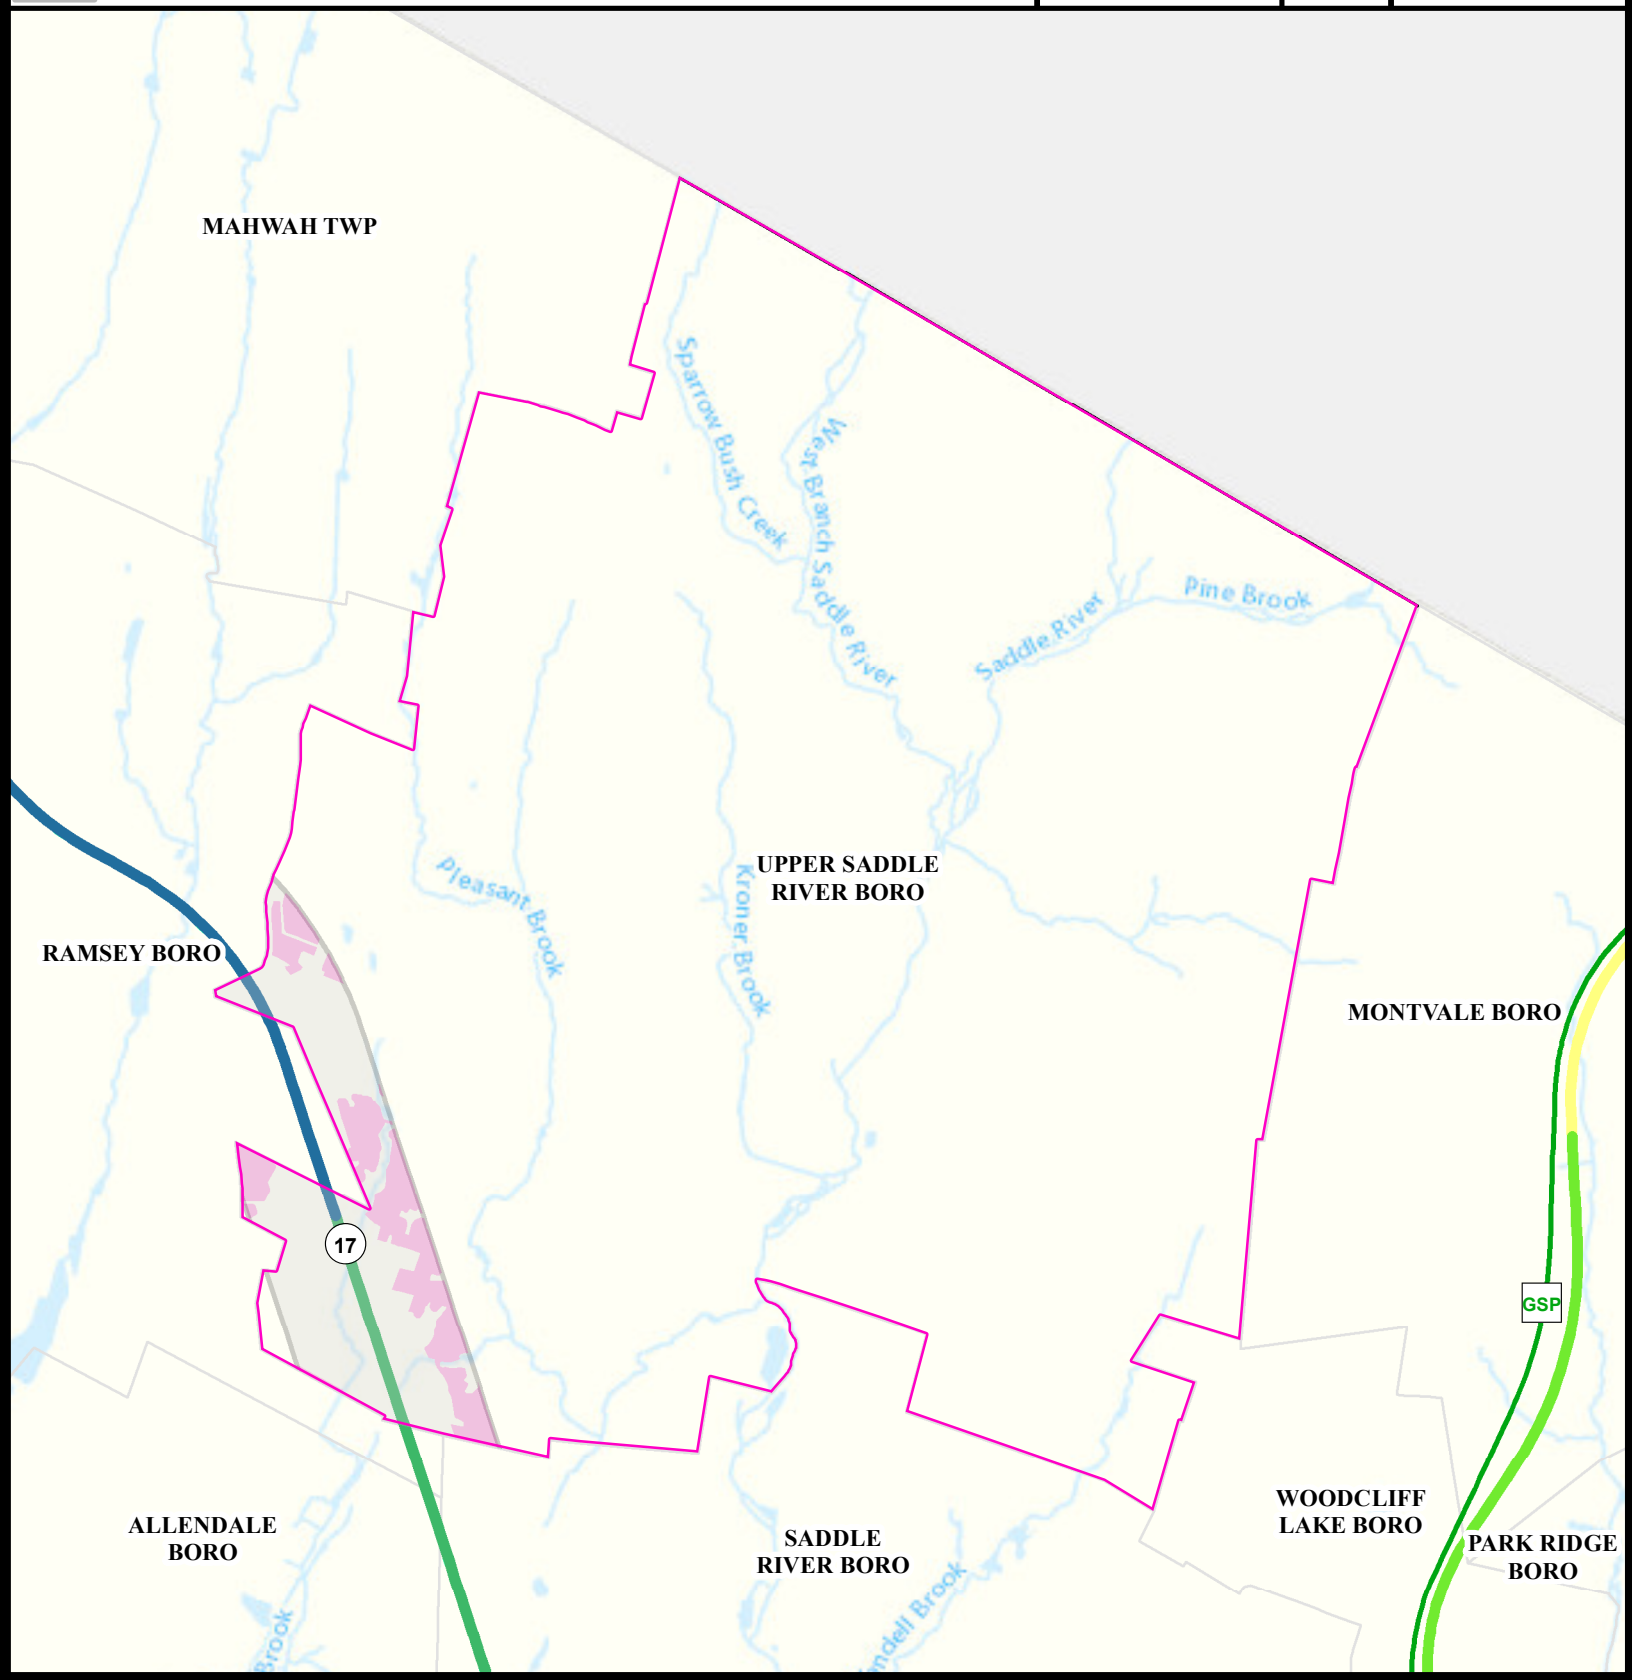 MAHWAH TWP
Sparrow Bush Creek
West Branch Saddle River
Saddle River
Pine Brook
UPPER SADDLE
RIVER BORO
Pleasant Brook
Kroner Brook
RAMSEY BORO
MONTVALE BORO
17
GSP
WOODCLIFF
LAKE BORO
PARK RIDGE
BORO
ALLENDALE
BORO
SADDLE
RIVER BORO
ndell Brook
Brook